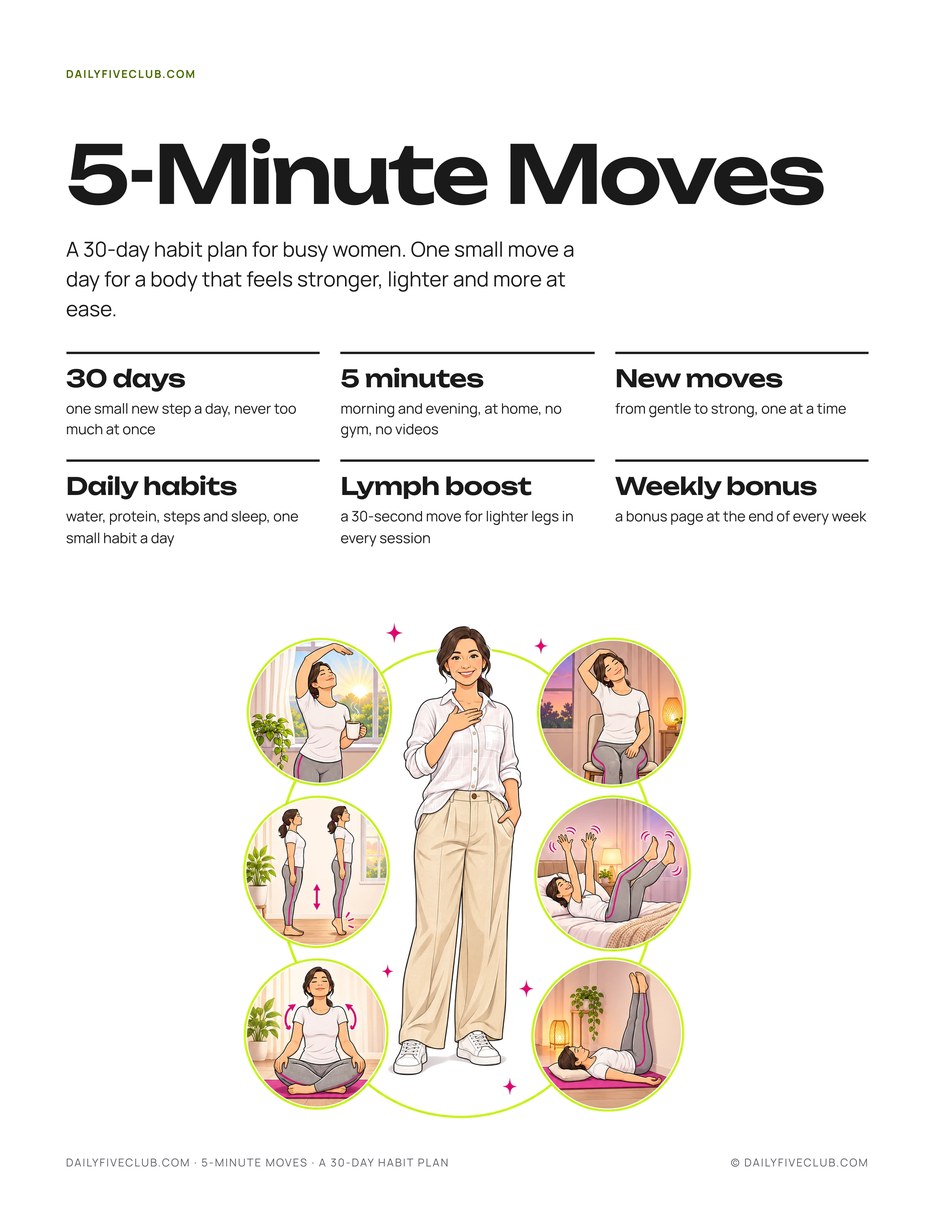 DAILYFIVECLUB.COM
5-Minute Moves
A 30-day habit plan for busy women. One small move a
day for a body that feels stronger, lighter and more at
ease.
30 days
one small new step a day, never too
much at once
5 minutes
morning and evening, at home, no
gym, no videos
New moves
from gentle to strong, one at a time
Daily habits
water, protein, steps and sleep, one
small habit a day
Lymph boost
a 30-second move for lighter legs in
every session
Weekly bonus
a bonus page at the end of every week
DAILYFIVECLUB.COM · 5-MINUTE MOVES · A 30-DAY HABIT PLAN
© DAILYFIVECLUB.COM